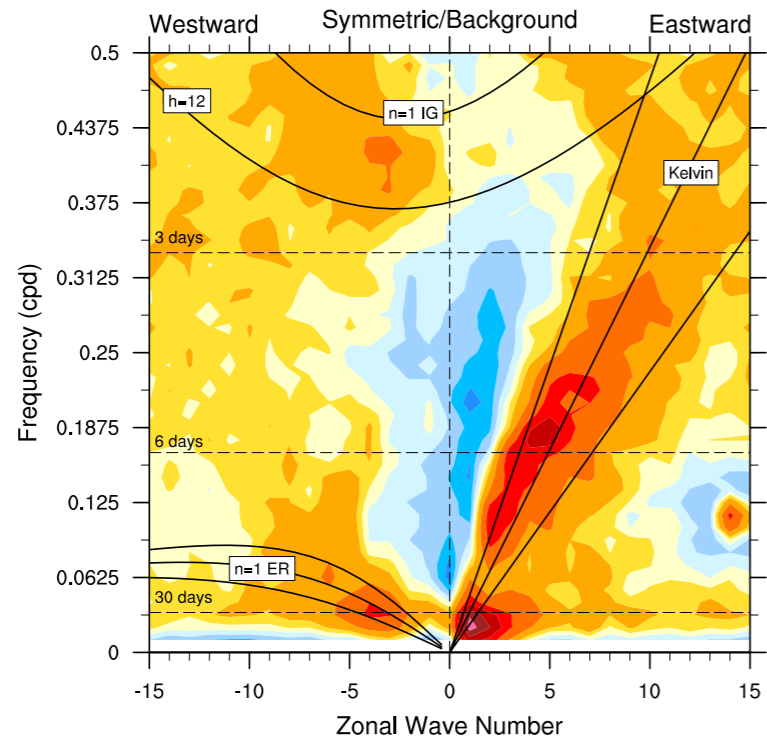 Westward Symmetric/Background Eastward
0.5
h=12
n=1 IG
0.4375
Kelvin
0.375
3 days
0.3125
Frequency (cpd)
0.25
0.1875
6 days
0.125
n=1 ER
0.0625
30 days
0
-15 -10 -5 0 5 10 15
Zonal Wave Number